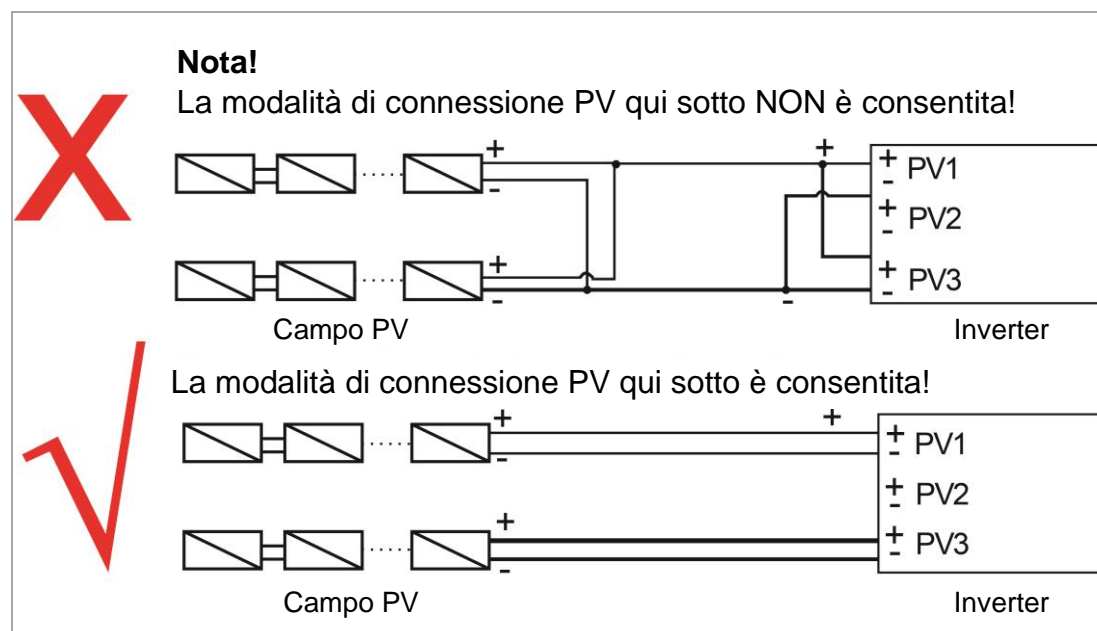 Nota!
La modalità di connessione PV qui sotto NON è consentita!
+
-
+
+ - PV1
+ - PV2
+ - PV3
+
-
-
Campo PV
Inverter
La modalità di connessione PV qui sotto è consentita!
+
-
+
+ - PV1
+ - PV2
+ - PV3
+
-
Campo PV
Inverter